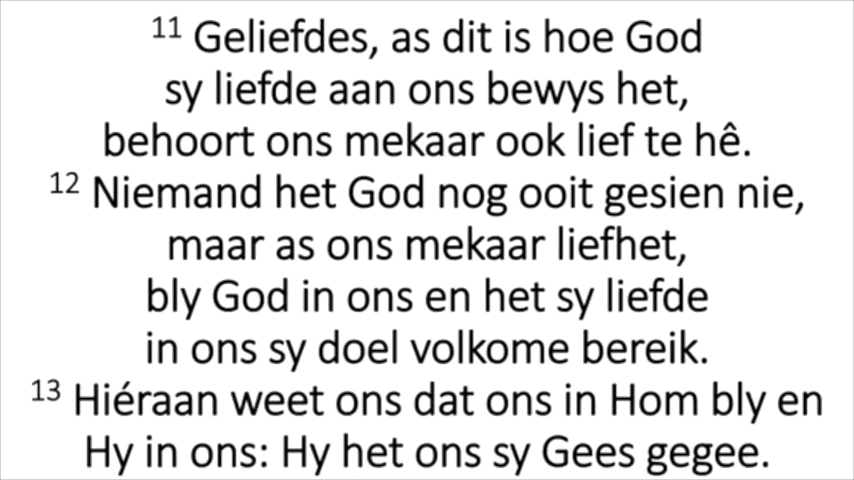 11 Geliefdes, as dit is hoe God
sy liefde aan ons bewys het,
behoort ons mekaar ook lief te hê.
12 Niemand het God nog ooit gesien nie,
maar as ons mekaar liefhet,
bly God in ons en het sy liefde
in ons sy doel volkome bereik.
13 Hiéraan weet ons dat ons in Hom bly en
Hy in ons: Hy het ons sy Gees gegee.